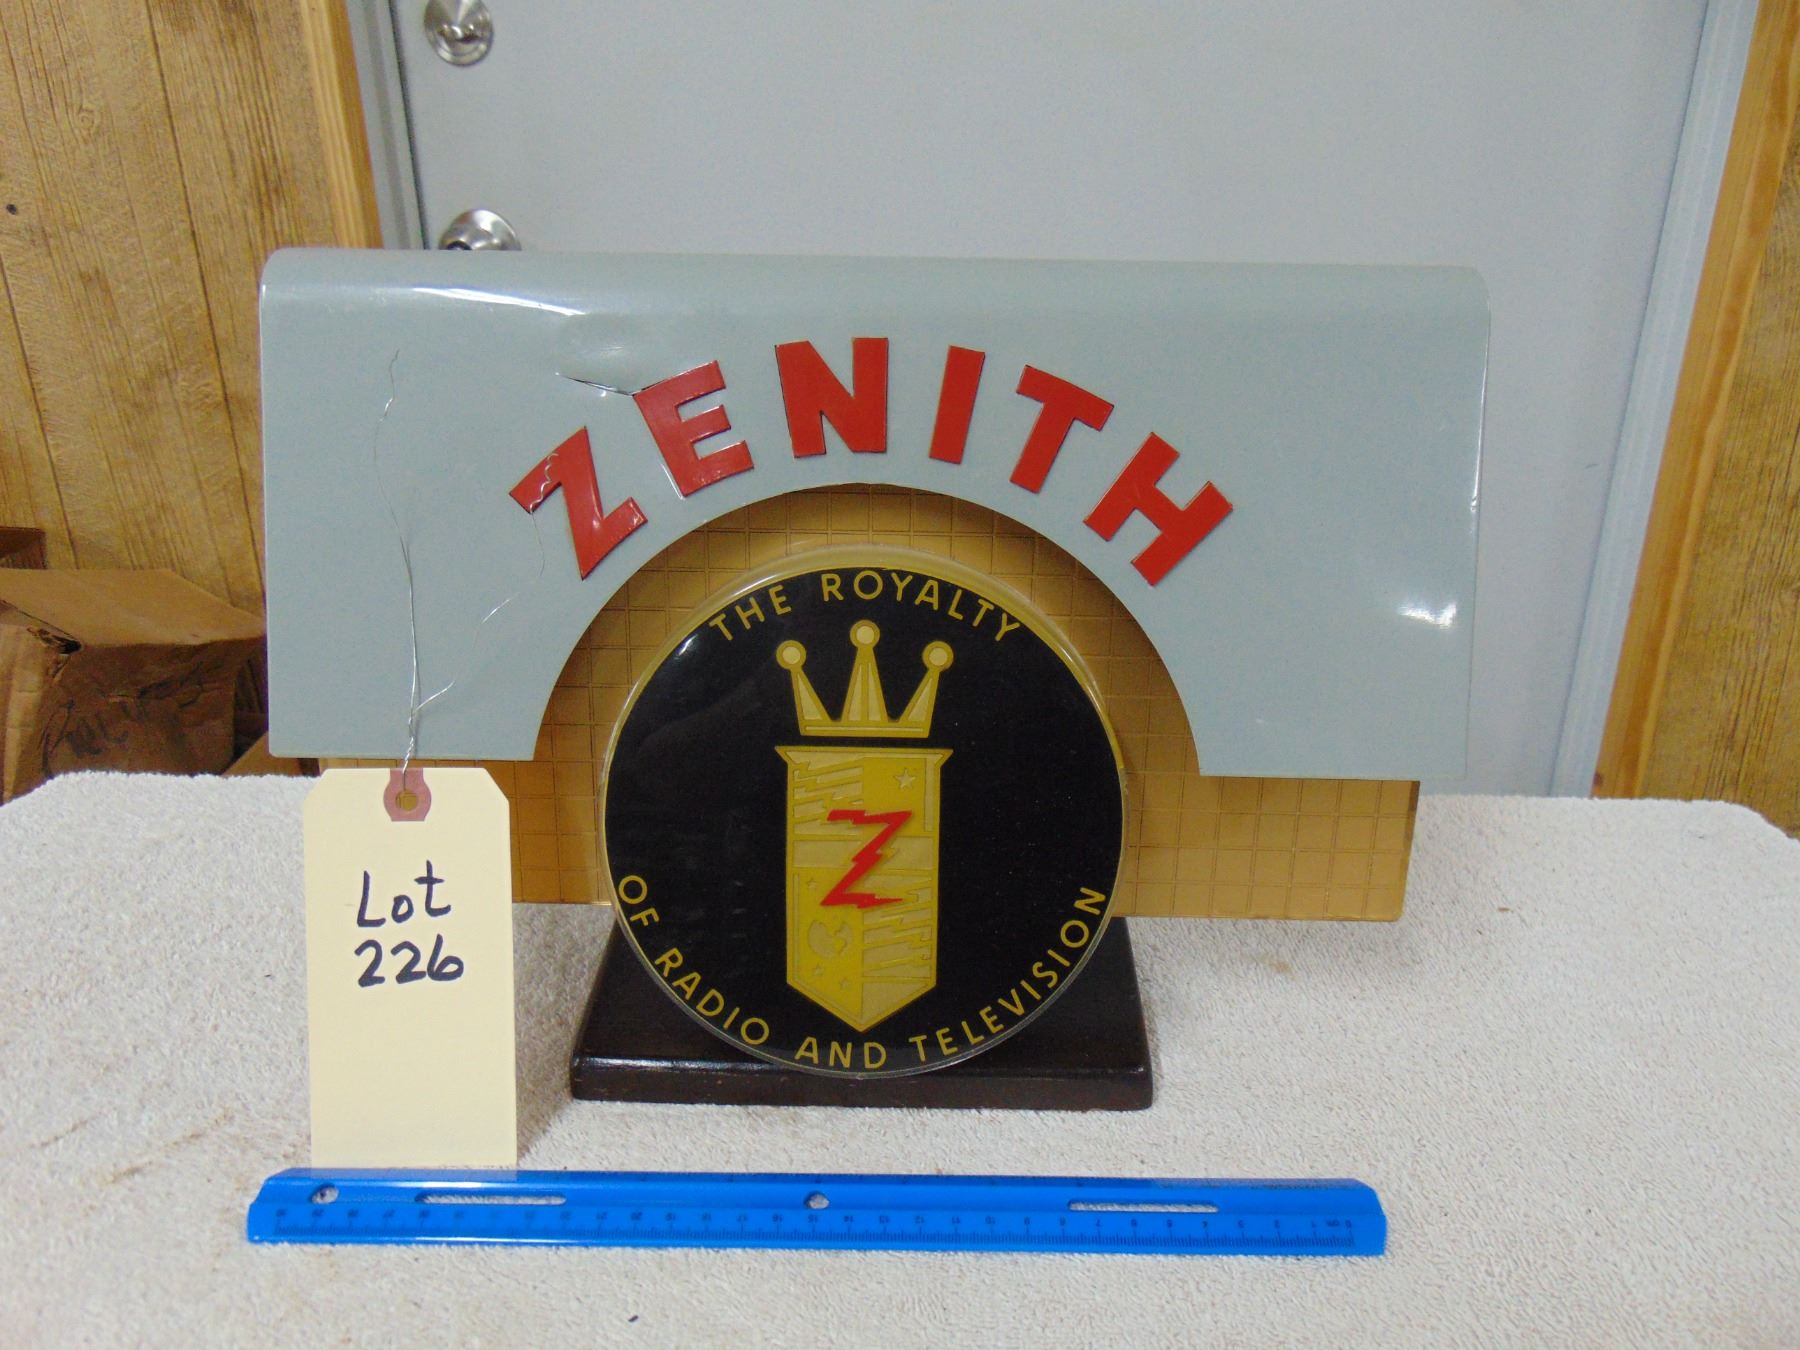 ZENITH
THE ROYALTY
Z
OF RADIO AND TELEVISION
Lot
226